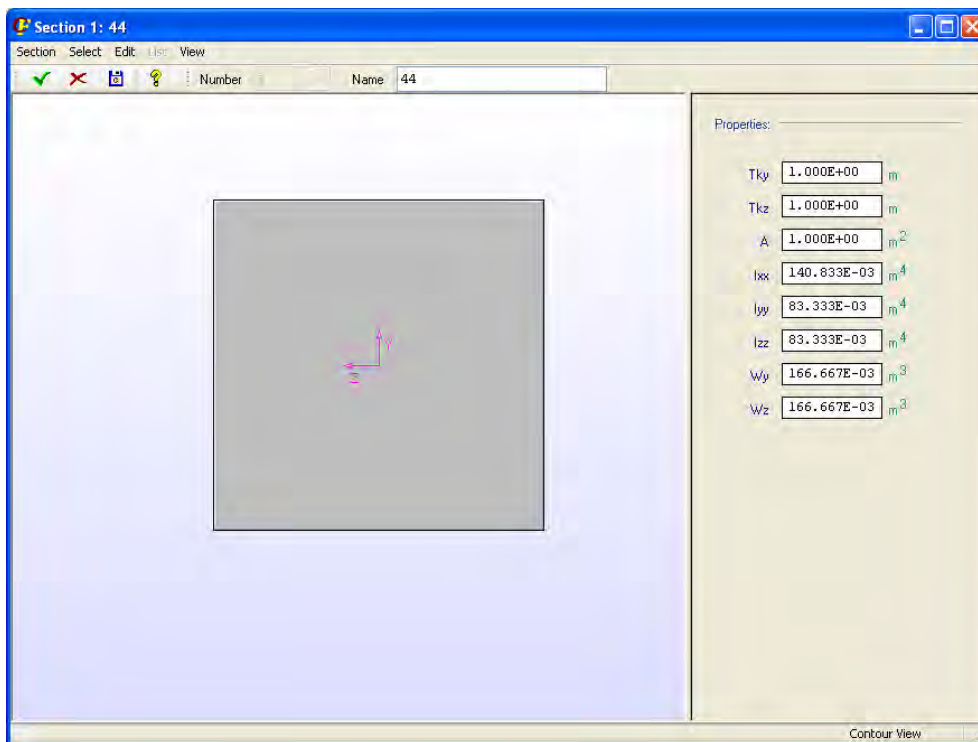 Section 1: 44
Section Select Edit List View
Number Name 44
Properties:
Tky 1.000E+00 m
Tkz 1.000E+00 m
A 1.000E+00 m2
Ixx 140.833E-03 m4
Iyy 83.333E-03 m4
Izz 83.333E-03 m4
Wy 166.667E-03 m3
Wz 166.667E-03 m3
Y
Z
Contour View